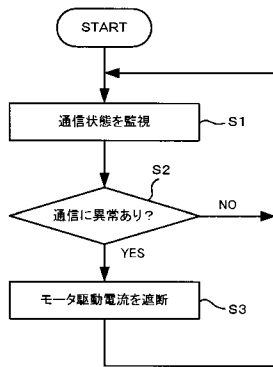 START
通信状態を監視
S1
S2
通信に異常あり?
NO
YES
モータ駆動電流を遮断
S3